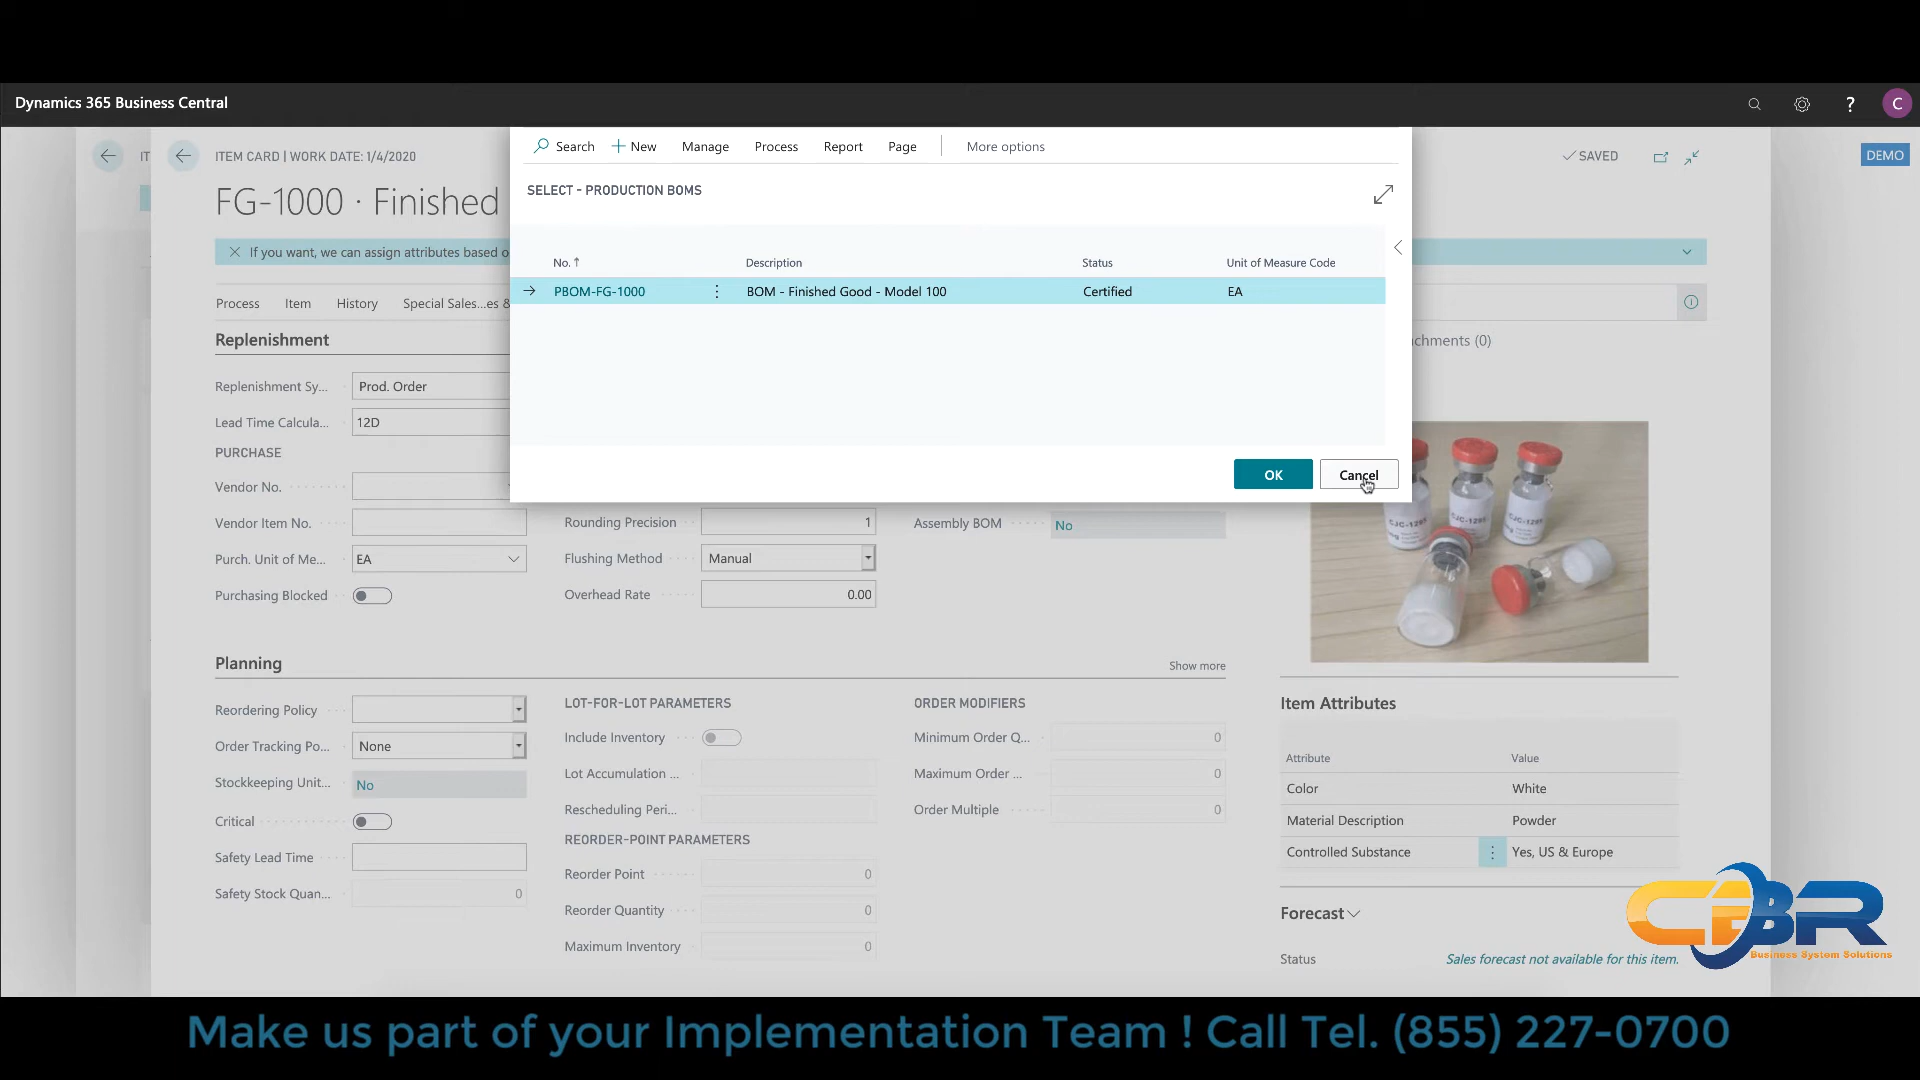 Dynamics 365 Business Central
?
C
IT
ITEM CARD | WORK DATE: 1/4/2020
SAVED
DEMO
FG-1000 · Finished
If you want, we can assign attributes based o
Process Item History Special Sales...es &
Search New Manage Process Report Page More options
SELECT - PRODUCTION BOMS
No. ↑ Description Status Unit of Measure Code
PBOM-FG-1000 BOM - Finished Good - Model 100 Certified EA
OK Cancel
chments (0)
Replenishment
Replenishment Sy... Prod. Order
Lead Time Calcula... 12D
PURCHASE
Vendor No.
Vendor Item No.
Purch. Unit of Me... EA
Purchasing Blocked
Rounding Precision 1
Flushing Method Manual
Overhead Rate 0.00
Assembly BOM No
CJC-1295
CJC-1295
CJC-1295
Planning
Show more
Reordering Policy
Order Tracking Po... None
Stockkeeping Unit... No
Critical
Safety Lead Time
Safety Stock Quan... 0
LOT-FOR-LOT PARAMETERS
Include Inventory
Lot Accumulation ...
Rescheduling Peri...
REORDER-POINT PARAMETERS
Reorder Point 0
Reorder Quantity 0
Maximum Inventory 0
ORDER MODIFIERS
Minimum Order Q... 0
Maximum Order ... 0
Order Multiple 0
Item Attributes
Attribute Value
Color White
Material Description Powder
Controlled Substance Yes, US & Europe
Forecast
Status Sales forecast not available for this item.
Business System Solutions
Make us part of your Implementation Team ! Call Tel. (855) 227-0700